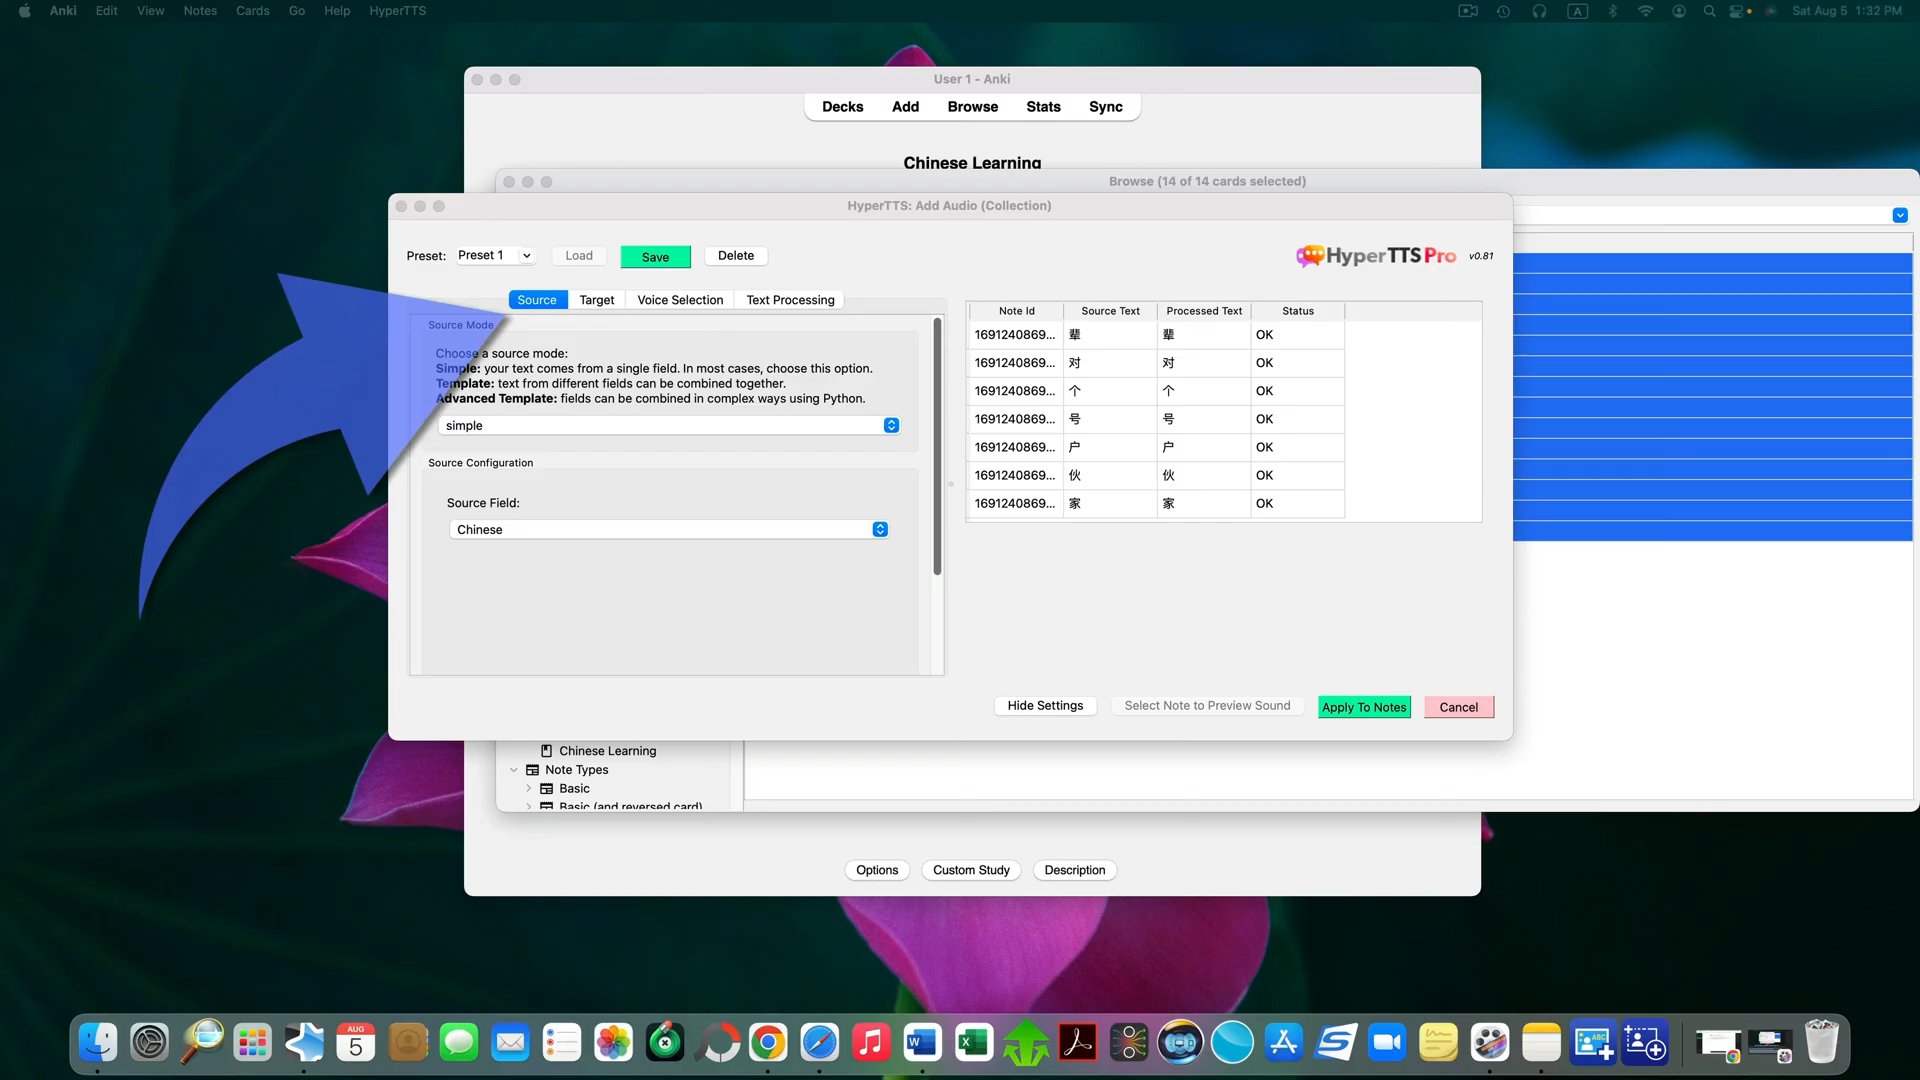 Anki Edit View Notes Cards Go Help HyperTTS
A
Sat Aug 5 1:32 PM
User 1 - Anki
Decks Add Browse Stats Sync
Chinese Learning
Browse (14 of 14 cards selected)
HyperTTS: Add Audio (Collection)
Preset: Preset 1 Load Save Delete
HyperTTS Pro v0.81
Source Target Voice Selection Text Processing
Source Mode
Choose a source mode:
Simple: your text comes from a single field. In most cases, choose this option.
Template: text from different fields can be combined together.
Advanced Template: fields can be combined in complex ways using Python.
simple
Source Configuration
Source Field:
Chinese
Note Id Source Text Processed Text Status
1691240869... 辈 辈 OK
1691240869... 对 对 OK
1691240869... 个 个 OK
1691240869... 号 号 OK
1691240869... 户 户 OK
1691240869... 伙 伙 OK
1691240869... 家 家 OK
Hide Settings Select Note to Preview Sound Apply To Notes Cancel
Chinese Learning
Note Types
Basic
Basic (and reversed card)
Options Custom Study Description
AUG
5
W
X
ABC